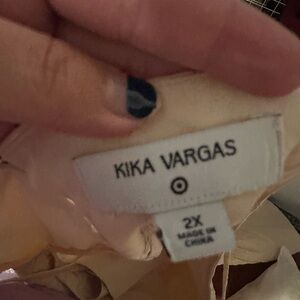 KIKA VARGAS
2X
MADE IN
CHINA